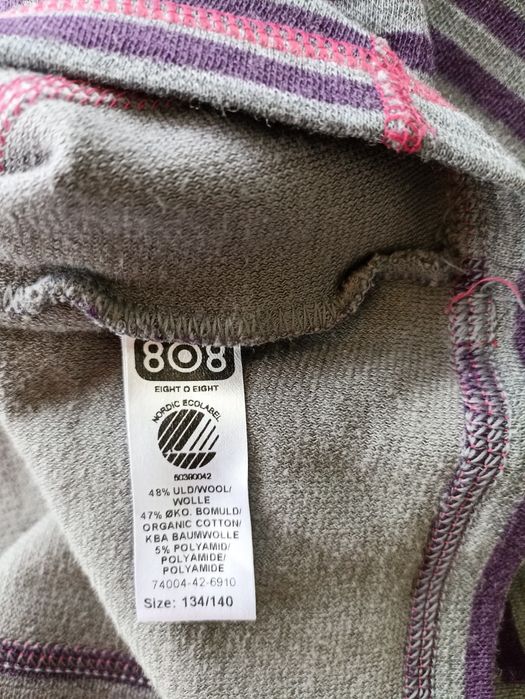 808
EIGHT O EIGHT
NORDIC ECOLABEL
50390042
48% ULD/WOOL/
WOLLE
47% ØKO. BOMULD/
ORGANIC COTTON/
KBA BAUMWOLLE
5% POLYAMID/
POLYAMIDE/
POLYAMIDE
74004-42-6910
Size: 134/140